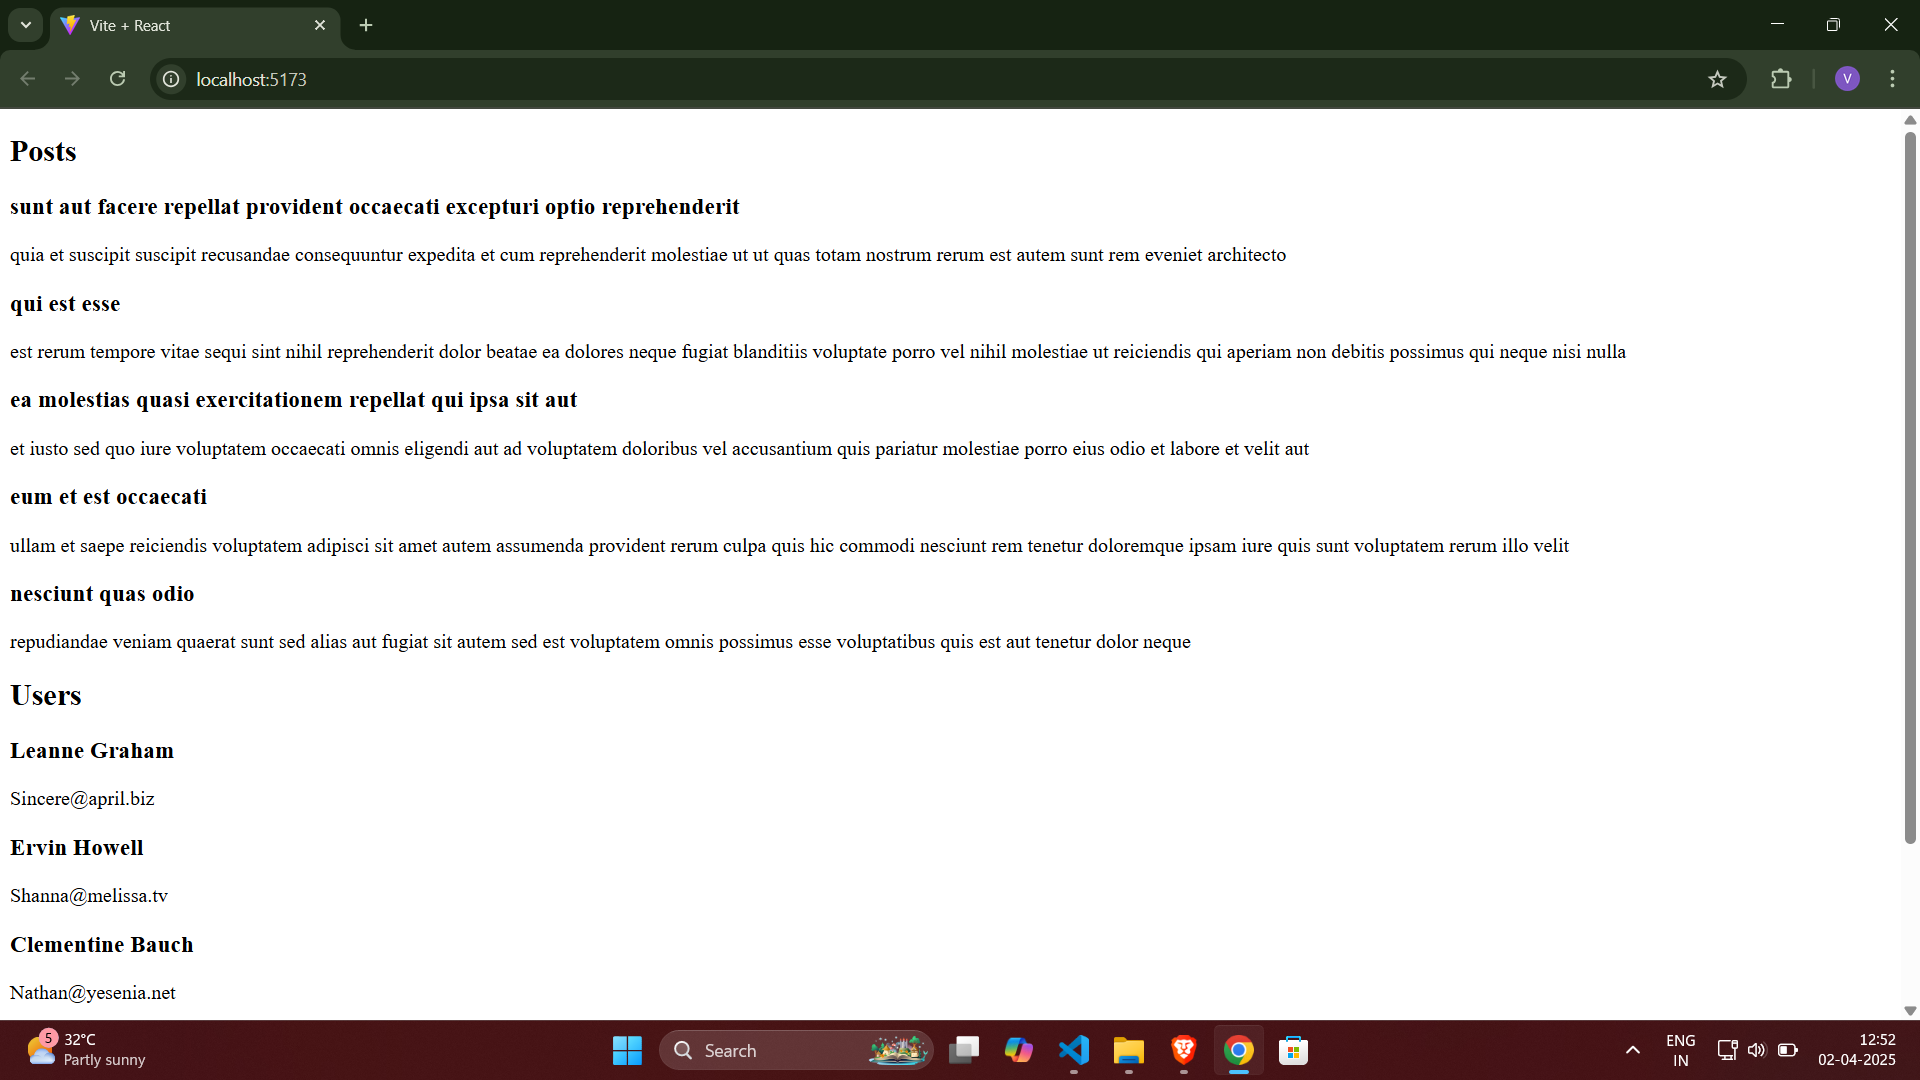 Vite + React
localhost:5173
V
Posts
sunt aut facere repellat provident occaecati excepturi optio reprehenderit
quia et suscipit suscipit recusandae consequuntur expedita et cum reprehenderit molestiae ut ut quas totam nostrum rerum est autem sunt rem eveniet architecto
qui est esse
est rerum tempore vitae sequi sint nihil reprehenderit dolor beatae ea dolores neque fugiat blanditiis voluptate porro vel nihil molestiae ut reiciendis qui aperiam non debitis possimus qui neque nisi nulla
ea molestias quasi exercitationem repellat qui ipsa sit aut
et iusto sed quo iure voluptatem occaecati omnis eligendi aut ad voluptatem doloribus vel accusantium quis pariatur molestiae porro eius odio et labore et velit aut
eum et est occaecati
ullam et saepe reiciendis voluptatem adipisci sit amet autem assumenda provident rerum culpa quis hic commodi nesciunt rem tenetur doloremque ipsam iure quis sunt voluptatem rerum illo velit
nesciunt quas odio
repudiandae veniam quaerat sunt sed alias aut fugiat sit autem sed est voluptatem omnis possimus esse voluptatibus quis est aut tenetur dolor neque
Users
Leanne Graham
Sincere@april.biz
Ervin Howell
Shanna@melissa.tv
Clementine Bauch
Nathan@yesenia.net
5
32°C
Partly sunny
Search
ENG
IN
12:52
02-04-2025